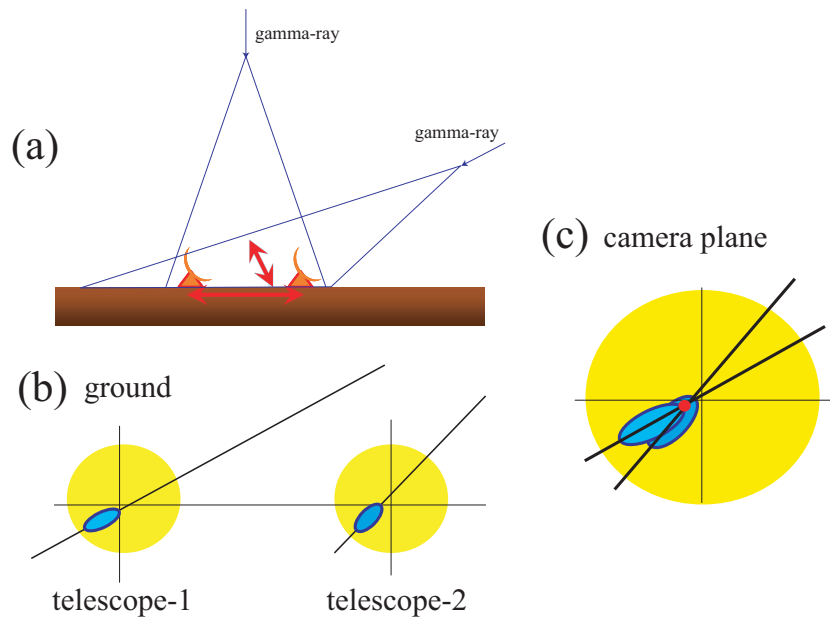 gamma-ray
(a)
gamma-ray
(c) camera plane
(b) ground
telescope-1
telescope-2